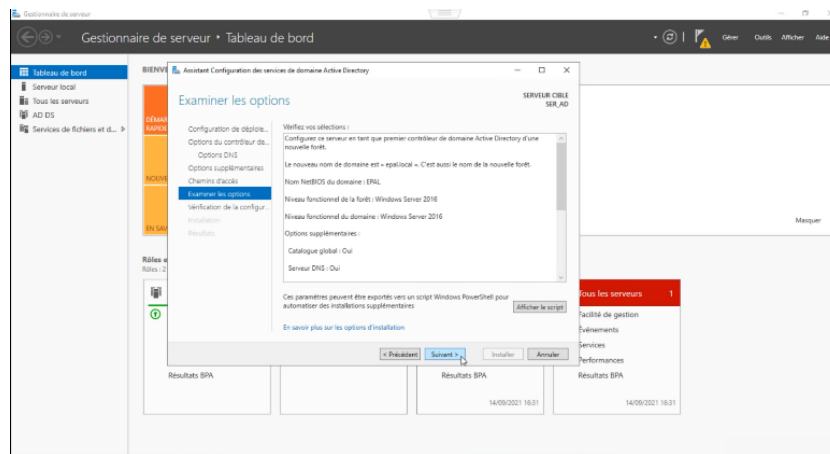 Gestionnaire de serveur
Gestionnaire de serveur • Tableau de bord
Gérer Outils Afficher Aide
Tableau de bord
Serveur local
Tous les serveurs
AD DS
Services de fichiers et d...
BIENVE
DÉMAR
RAPIDE
NOUVE
EN SAV
Masquer
Assistant Configuration des services de domaine Active Directory
Examiner les options
SERVEUR CIBLE
SER_AD
Configuration de déploie...
Options du contrôleur de...
Options DNS
Options supplémentaires
Chemins d'accès
Examiner les options
Vérification de la configur...
Installation
Résultats
Vérifiez vos sélections :
Configurez ce serveur en tant que premier contrôleur de domaine Active Directory d'une
nouvelle forêt.
Le nouveau nom de domaine est « epal.local ». C'est aussi le nom de la nouvelle forêt.
Nom NetBIOS du domaine : EPAL
Niveau fonctionnel de la forêt : Windows Server 2016
Niveau fonctionnel du domaine : Windows Server 2016
Options supplémentaires :
Catalogue global : Oui
Serveur DNS : Oui
Ces paramètres peuvent être exportés vers un script Windows PowerShell pour
automatiser des installations supplémentaires
Afficher le script
En savoir plus sur les options d'installation
< Précédent Suivant > Installer Annuler
Rôles e
Rôles : 2
Résultats BPA
Résultats BPA
14/09/2021 16:31
Tous les serveurs 1
Facilité de gestion
Événements
Services
Performances
Résultats BPA
14/09/2021 16:31